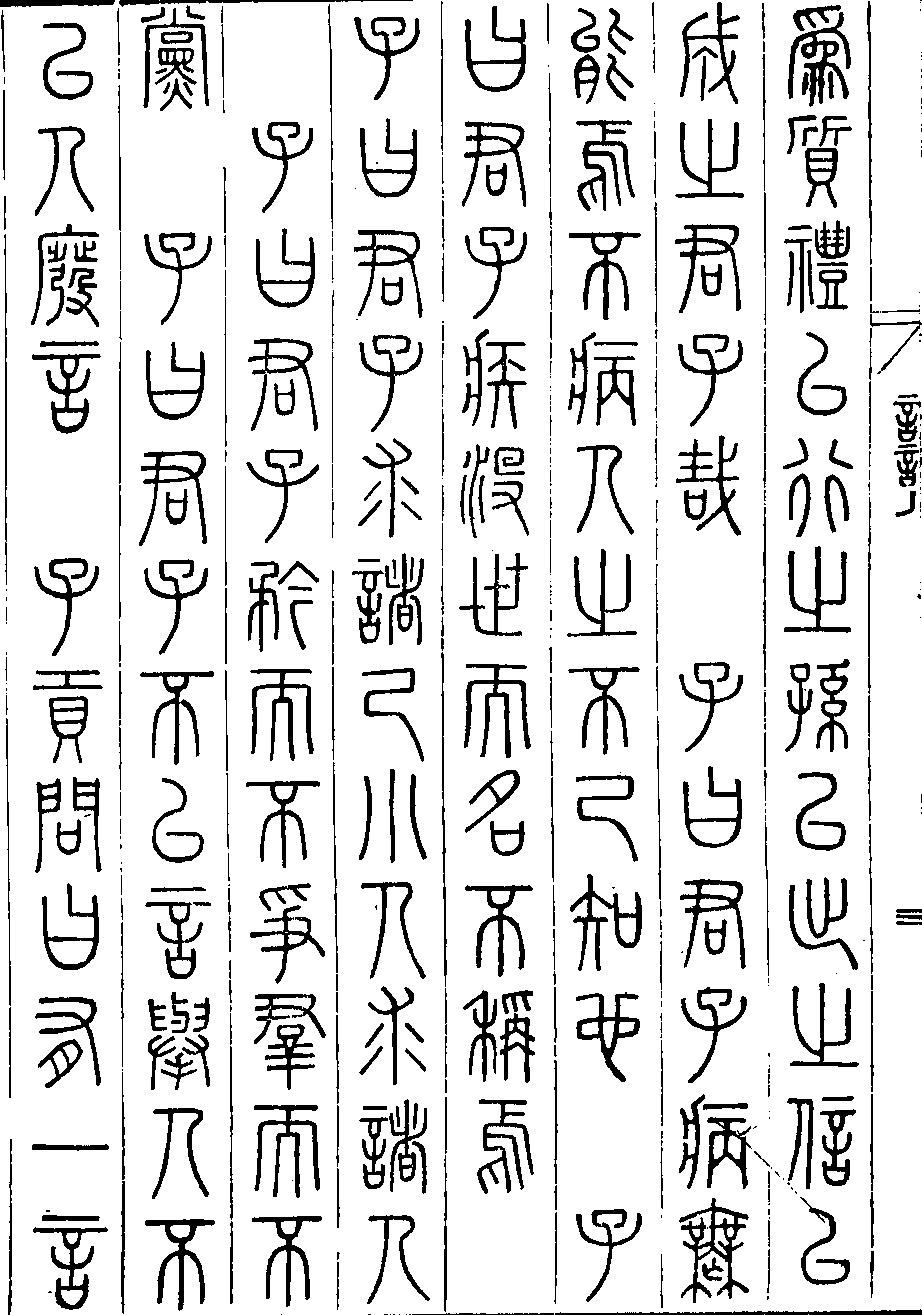 爲質禮以行之孫以出之信以
成之君子哉　子曰君子病無
能焉不病人之不己知也　子
曰君子疾沒世而名不稱焉
子曰君子求諸己小人求諸人
子曰君子矜而不爭羣而不
黨　子曰君子不以言舉人不
以人廢言　子貢問曰有一言